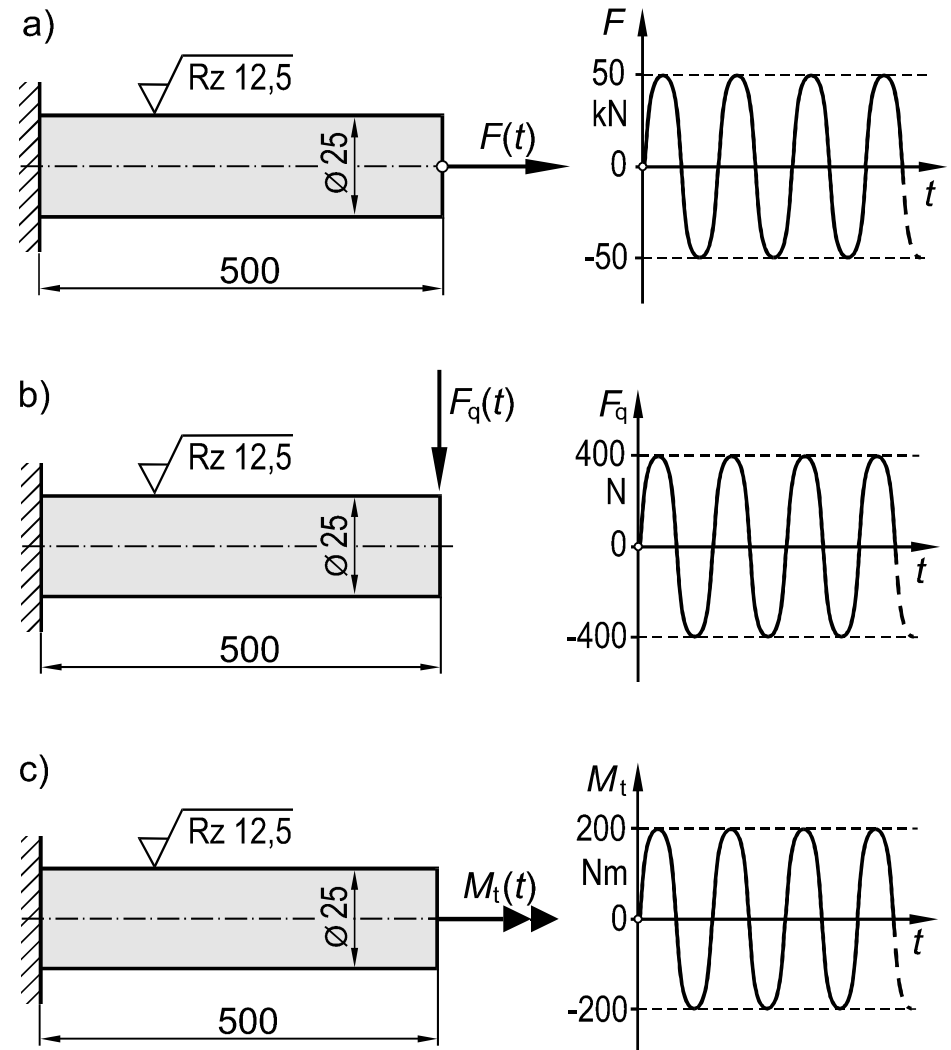 a)
Rz 12,5
Ø 25
F(t)
500
F
50
kN
0
-50
t
b)
Rz 12,5
Ø 25
Fq(t)
500
Fq
400
N
0
-400
t
c)
Rz 12,5
Ø 25
Mt(t)
500
Mt
200
Nm
0
-200
t